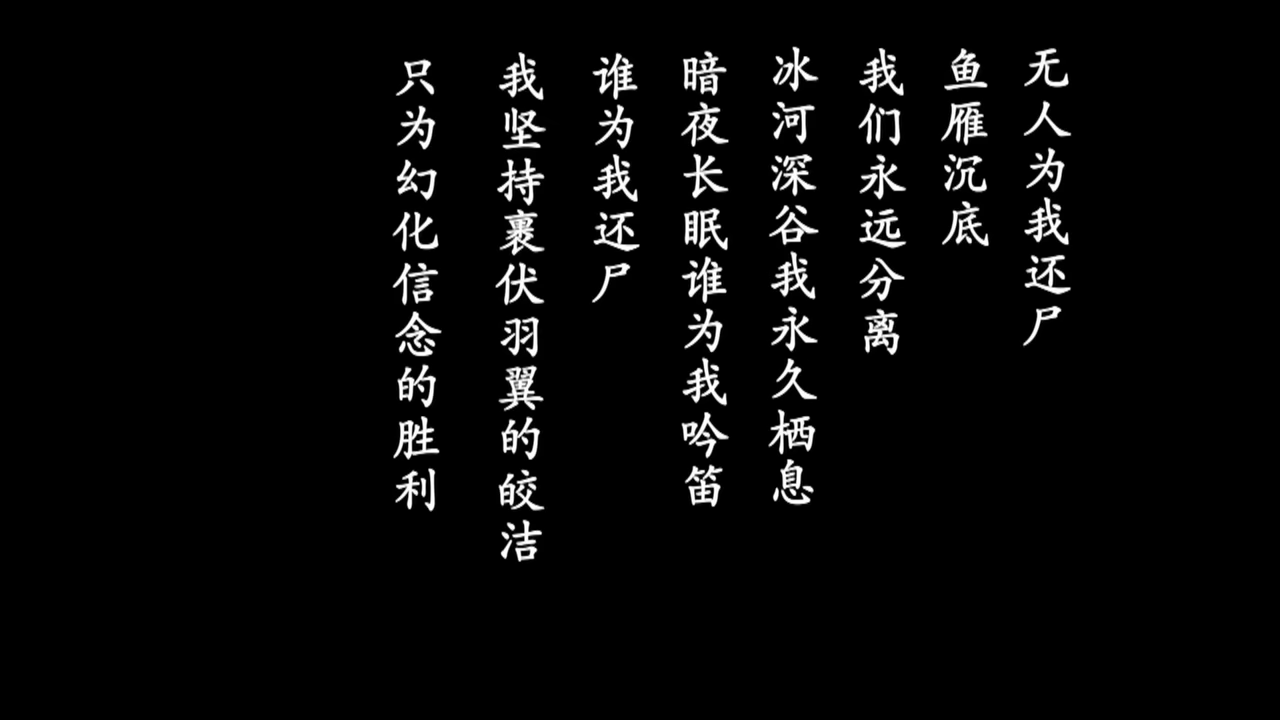 无人为我还尸
鱼雁沉底
我们永远分离
冰河深谷我永久栖息
暗夜长眠谁为我吟笛
谁为我还尸
我坚持裹伏羽翼的皎洁
只为幻化信念的胜利